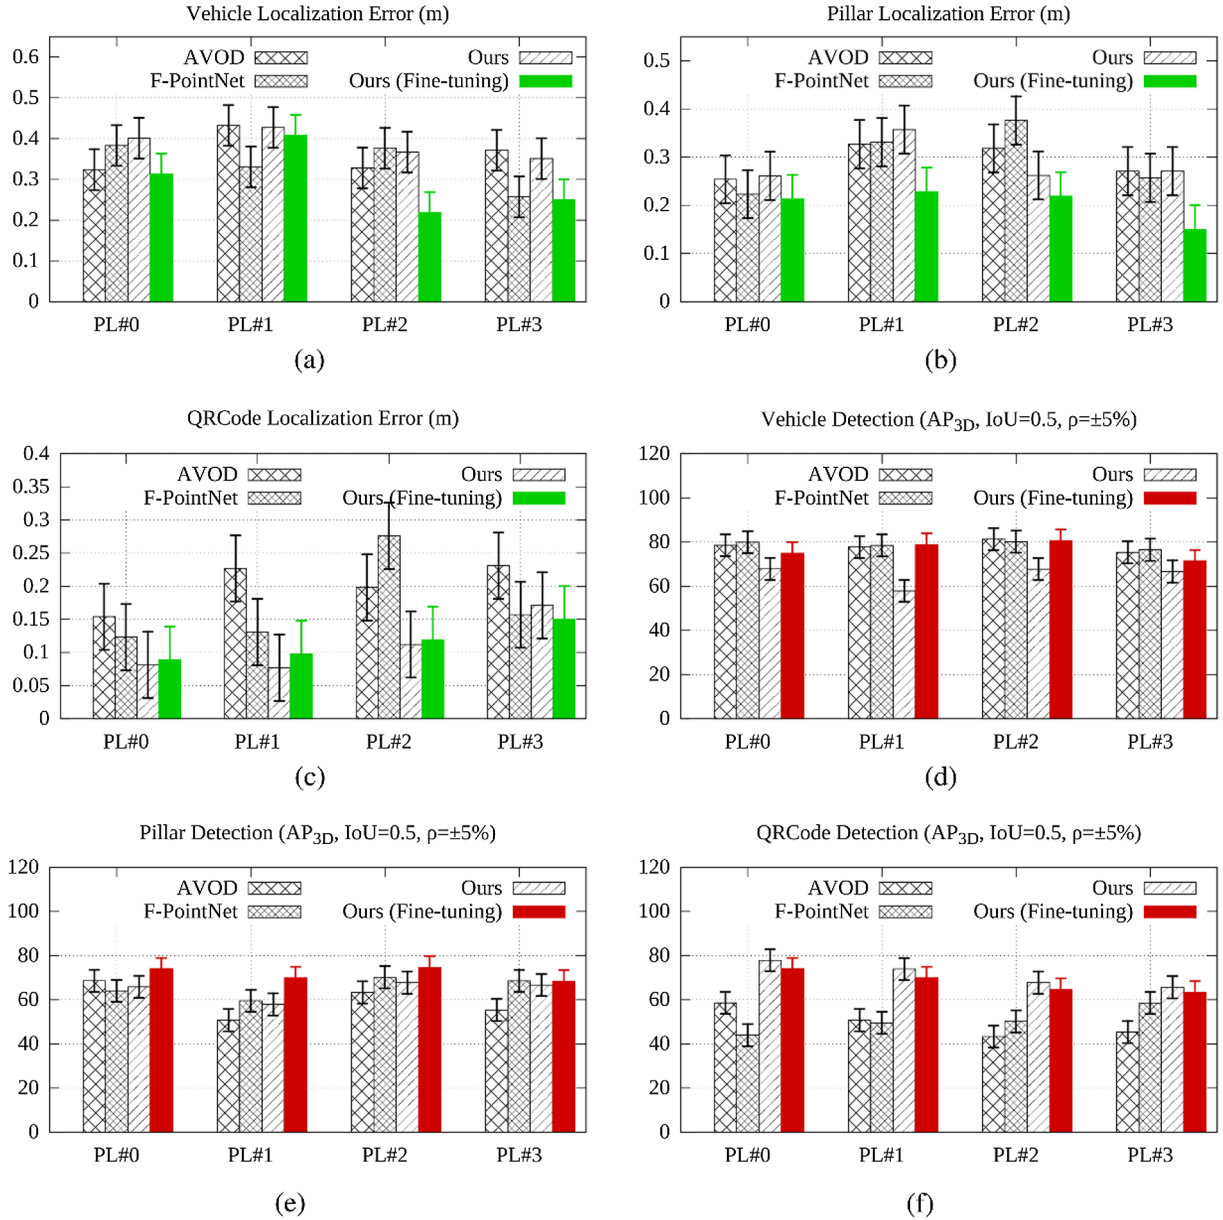 Vehicle Localization Error (m)
0.6
0.5
0.4
0.3
0.2
0.1
0
AVOD
F-PointNet
Ours
Ours (Fine-tuning)
PL#0 PL#1 PL#2 PL#3
(a)
Pillar Localization Error (m)
0.5
0.4
0.3
0.2
0.1
0
AVOD
F-PointNet
Ours
Ours (Fine-tuning)
PL#0 PL#1 PL#2 PL#3
(b)
QRCode Localization Error (m)
0.4
0.35
0.3
0.25
0.2
0.15
0.1
0.05
0
AVOD
F-PointNet
Ours
Ours (Fine-tuning)
PL#0 PL#1 PL#2 PL#3
(c)
Vehicle Detection (AP3D, IoU=0.5, ρ=±5%)
120
100
80
60
40
20
0
AVOD
F-PointNet
Ours
Ours (Fine-tuning)
PL#0 PL#1 PL#2 PL#3
(d)
Pillar Detection (AP3D, IoU=0.5, ρ=±5%)
120
100
80
60
40
20
0
AVOD
F-PointNet
Ours
Ours (Fine-tuning)
PL#0 PL#1 PL#2 PL#3
(e)
QRCode Detection (AP3D, IoU=0.5, ρ=±5%)
120
100
80
60
40
20
0
AVOD
F-PointNet
Ours
Ours (Fine-tuning)
PL#0 PL#1 PL#2 PL#3
(f)